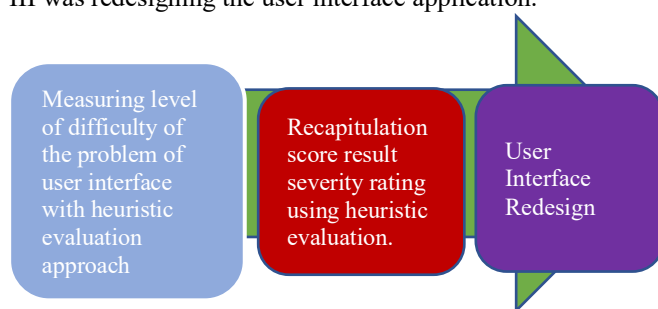 III was redesigning the user interface application.
Measuring level
of difficulty of
the problem of
user interface
with heuristic
evaluation
approach
Recapitulation
score result
severity rating
using heuristic
evaluation.
User
Interface
Redesign